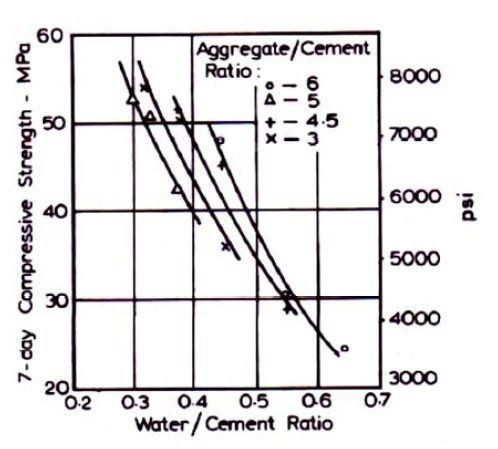 60
50
40
30
20
7-day Compressive Strength - MPa
Aggregate/Cement
Ratio:
o - 6
△ - 5
+ - 4·5
× - 3
8000
7000
6000
5000
4000
3000
psi
0·2 0·3 0·4 0·5 0·6 0·7
Water/Cement Ratio